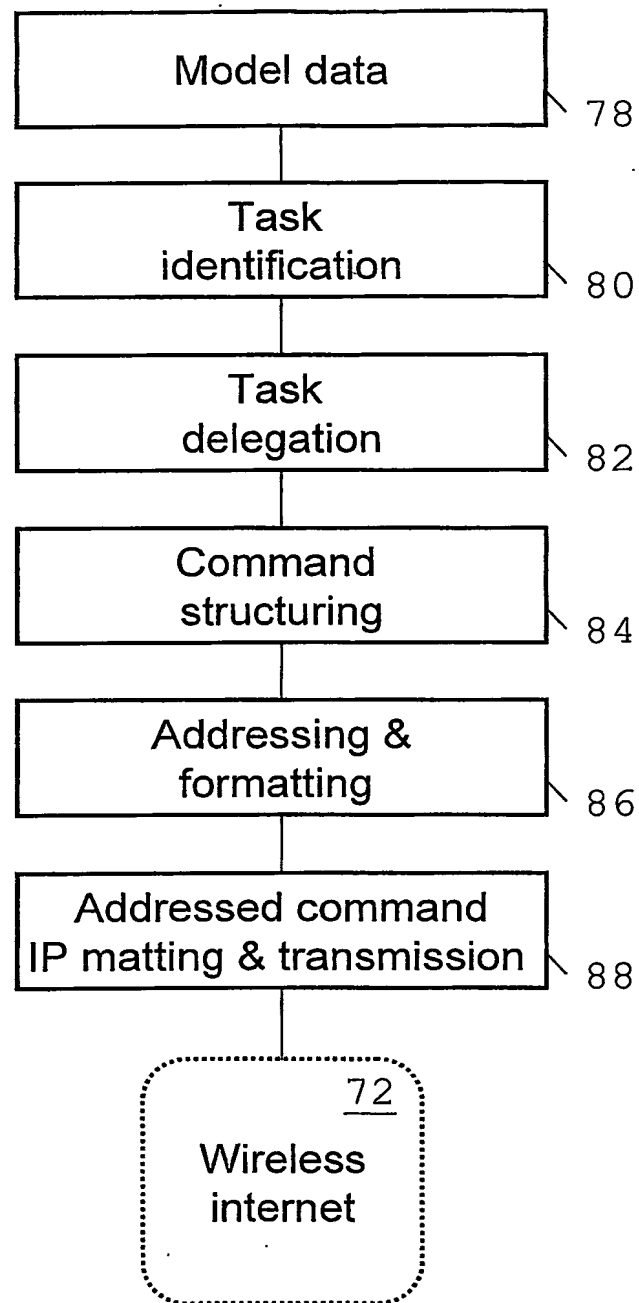 Model data
78
Task
identification
80
Task
delegation
82
Command
structuring
84
Addressing &
formatting
86
Addressed command
IP matting & transmission
88
72
Wireless
internet